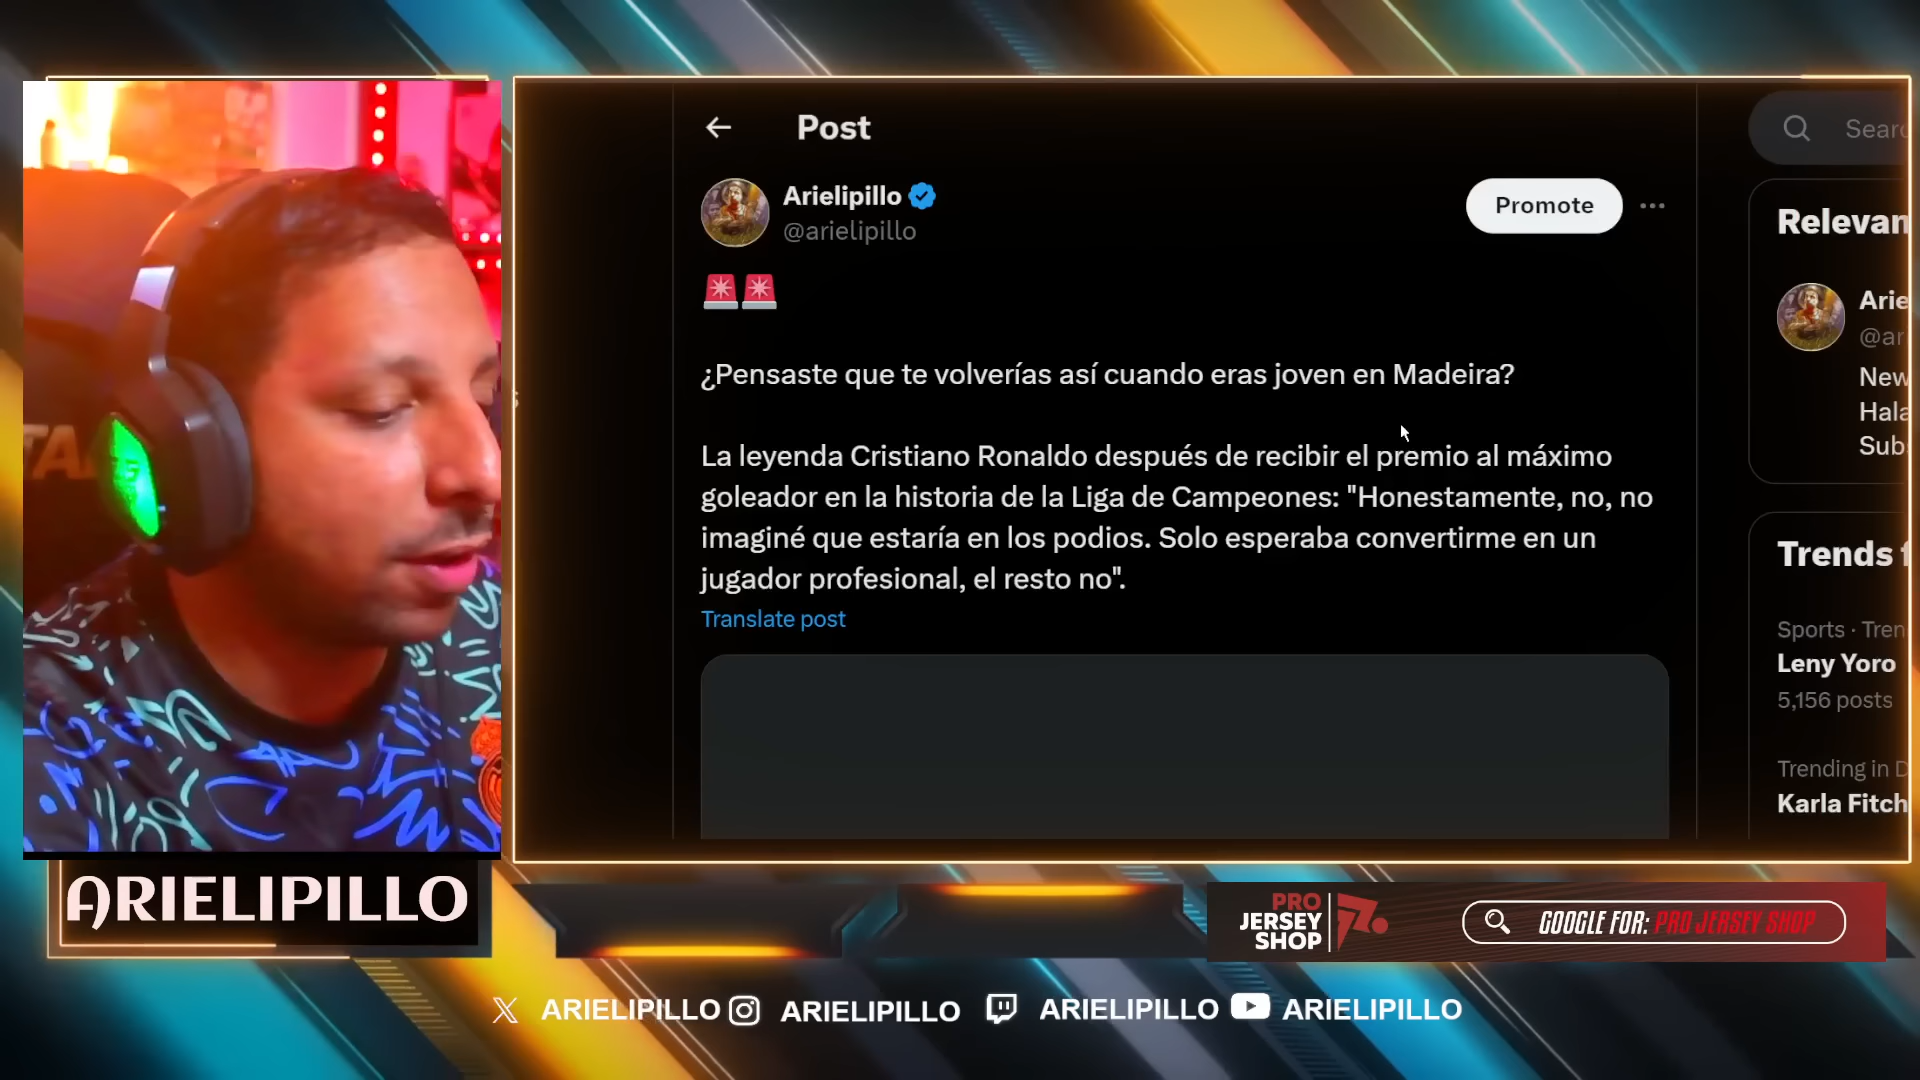 Post
Arielipillo
@arielipillo
Promote
¿Pensaste que te volverías así cuando eras joven en Madeira?
La leyenda Cristiano Ronaldo después de recibir el premio al máximo
goleador en la historia de la Liga de Campeones: "Honestamente, no, no
imaginé que estaría en los podios. Solo esperaba convertirme en un
jugador profesional, el resto no".
Translate post
Sear
Relevan
Arie
@ar
New
Hala
Sub
Trends f
Sports · Tren
Leny Yoro
5,156 posts
Trending in D
Karla Fitch
ARIELIPILLO
PRO
JERSEY
SHOP
GOOGLE FOR: PRO JERSEY SHOP
ARIELIPILLO ARIELIPILLO ARIELIPILLO ARIELIPILLO